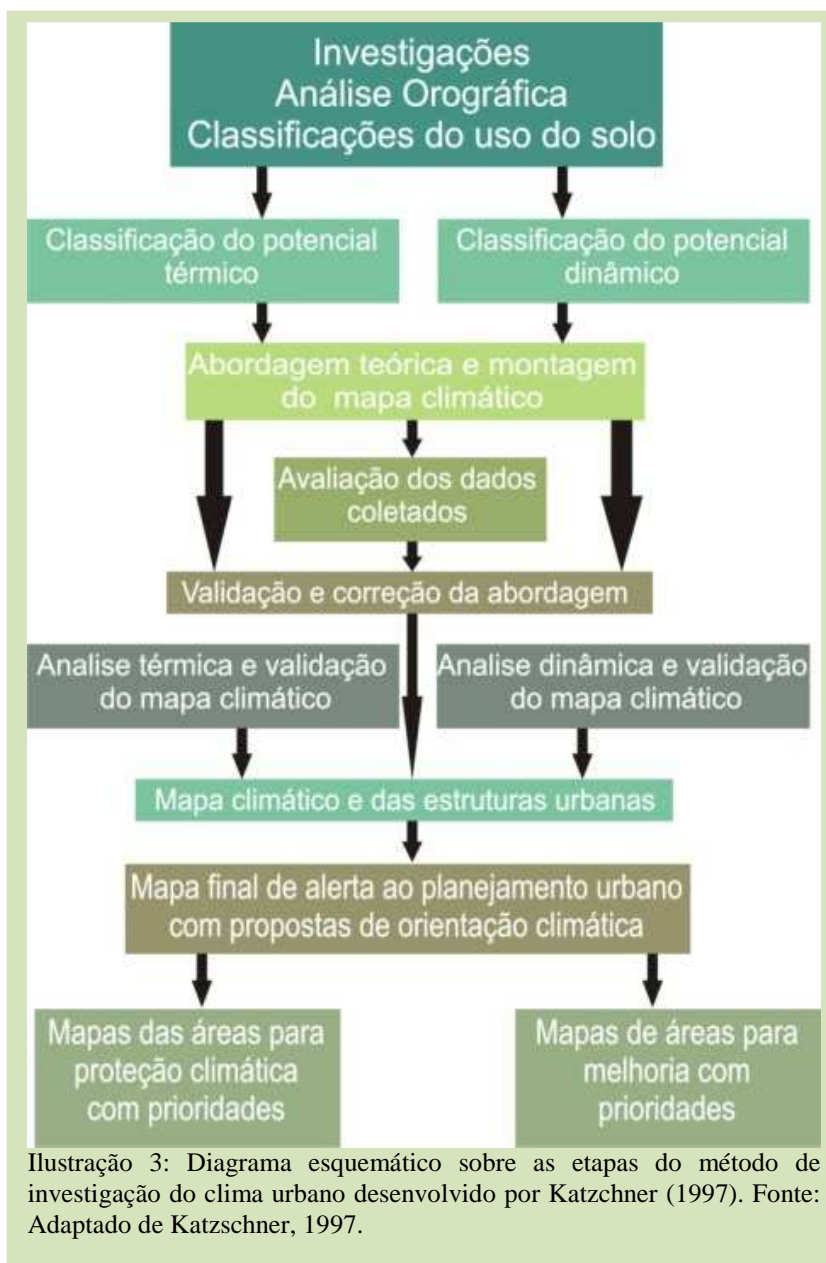 Investigações
Análise Orográfica
Classificações do uso do solo
Classificação do potencial
térmico
Classificação do potencial
dinâmico
Abordagem teórica e montagem
do mapa climático
Avaliação dos dados
coletados
Validação e correção da abordagem
Analise térmica e validação
do mapa climático
Analise dinâmica e validação
do mapa climático
Mapa climático e das estruturas urbanas
Mapa final de alerta ao planejamento urbano
com propostas de orientação climática
Mapas das áreas para
proteção climática
com prioridades
Mapas de áreas para
melhoria com
prioridades
Ilustração 3: Diagrama esquemático sobre as etapas do método de
investigação do clima urbano desenvolvido por Katzchner (1997). Fonte:
Adaptado de Katzschner, 1997.